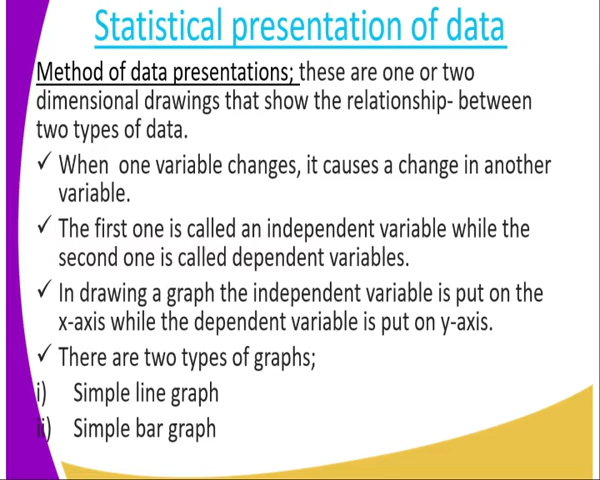 Statistical presentation of data
Method of data presentations; these are one or two
dimensional drawings that show the relationship- between
two types of data.
✓ When one variable changes, it causes a change in another
variable.
✓ The first one is called an independent variable while the
second one is called dependent variables.
✓ In drawing a graph the independent variable is put on the
x-axis while the dependent variable is put on y-axis.
✓ There are two types of graphs;
i) Simple line graph
ii) Simple bar graph